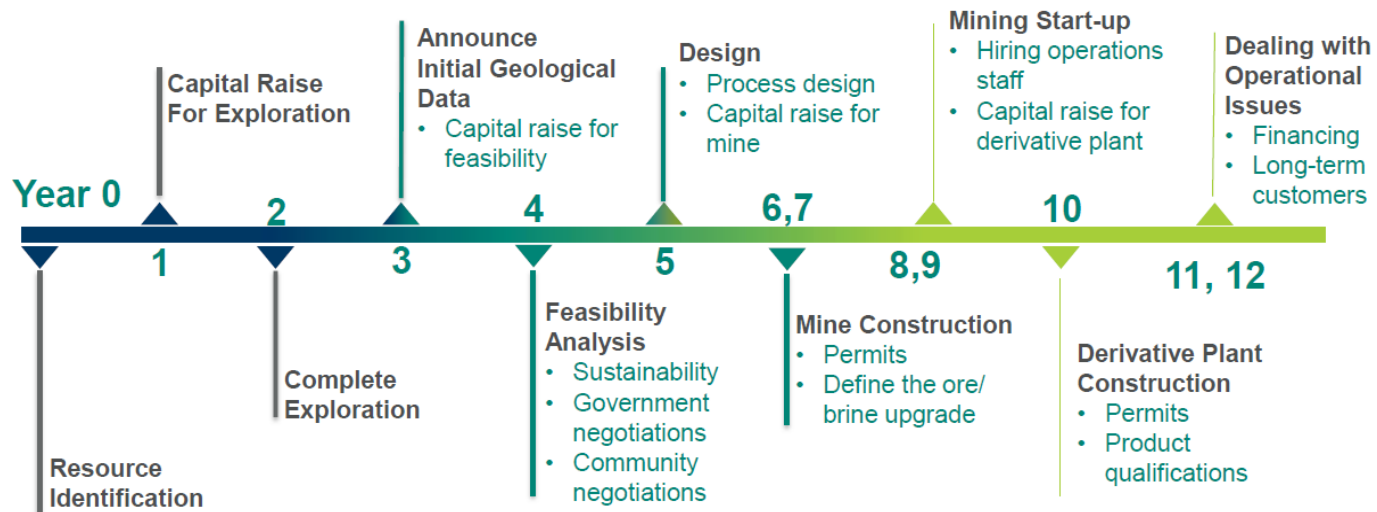 Year 0
Resource
Identification
1
Capital Raise
For Exploration
2
Complete
Exploration
3
Announce
Initial Geological
Data
• Capital raise for
feasibility
4
Feasibility
Analysis
• Sustainability
• Government
negotiations
• Community
negotiations
5
Design
• Process design
• Capital raise for
mine
6,7
Mine Construction
• Permits
• Define the ore/
brine upgrade
8,9
Mining Start-up
• Hiring operations
staff
• Capital raise for
derivative plant
10
Derivative Plant
Construction
• Permits
• Product
qualifications
11, 12
Dealing with
Operational
Issues
• Financing
• Long-term
customers